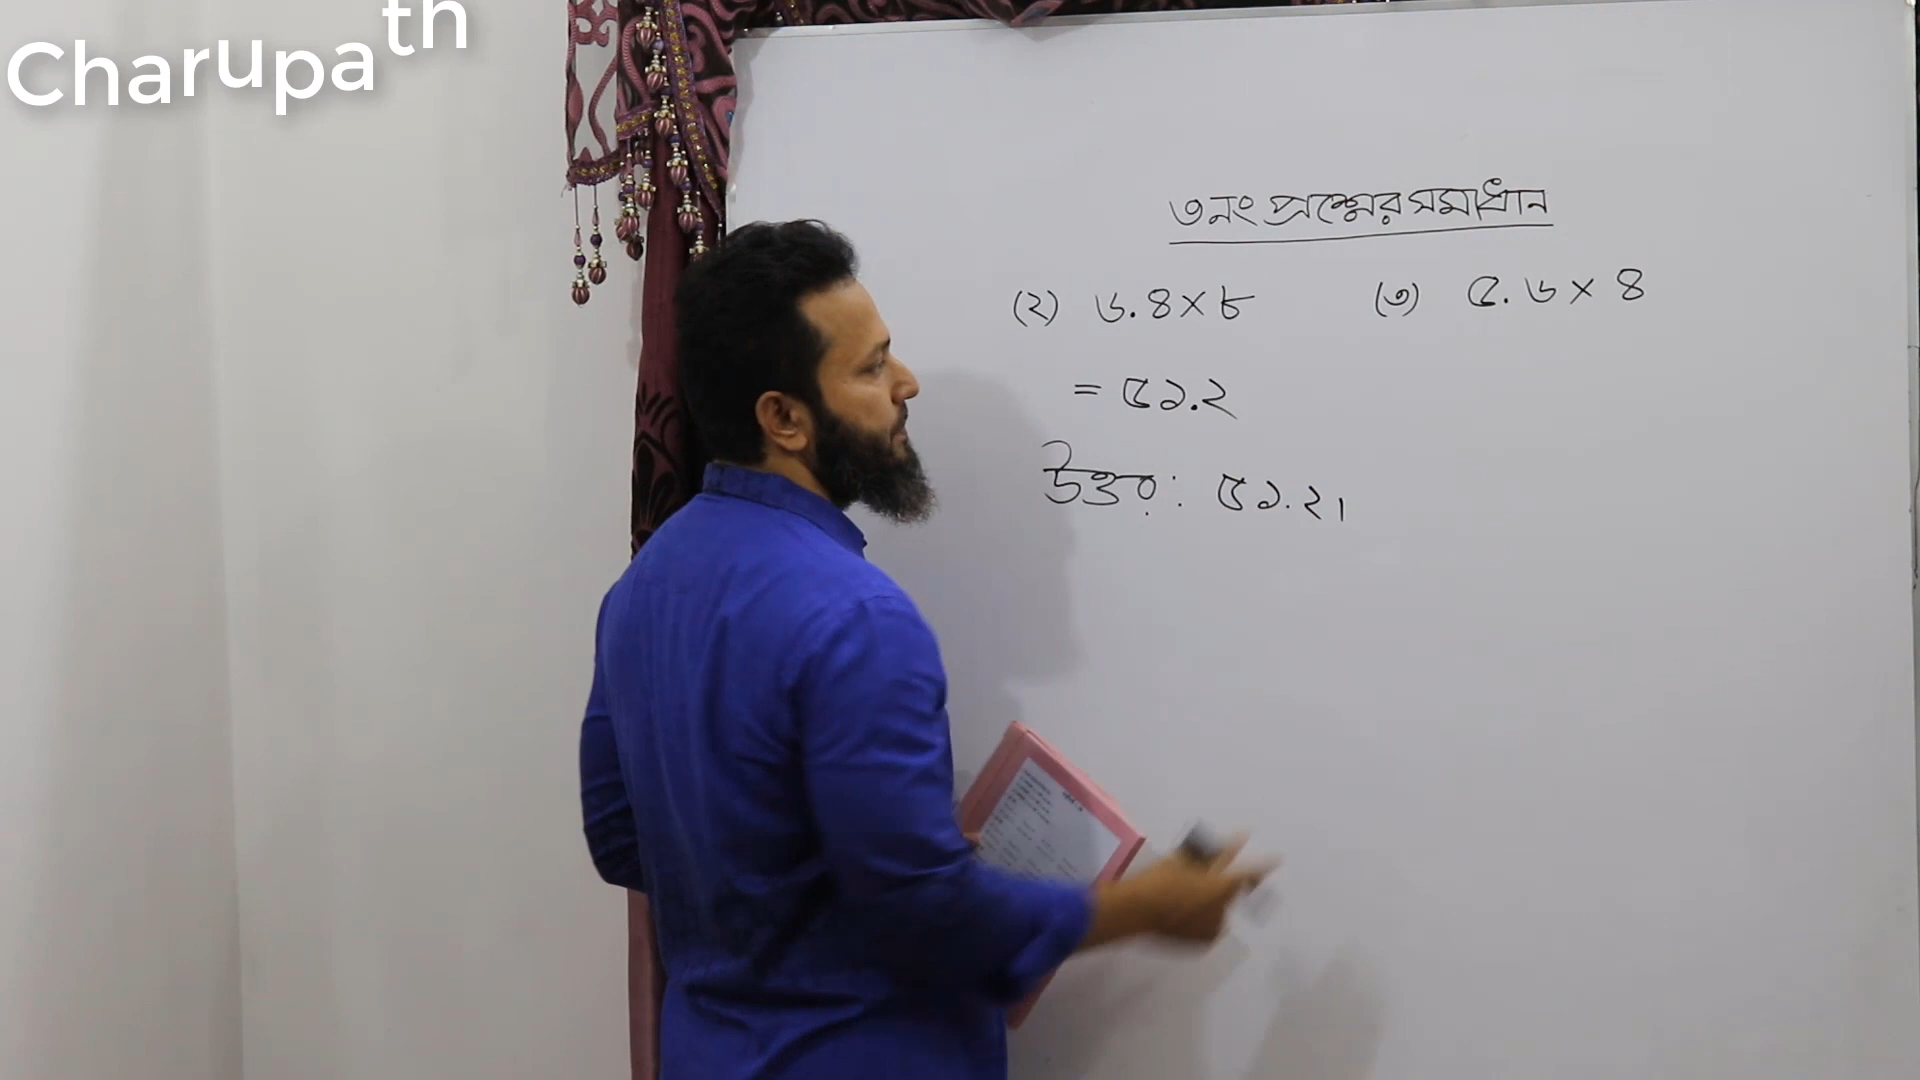 Charupath
৩নং প্রশ্নের সমাধান
(২) ৬.৪×৮
(৩) ৫.৬×৪
= ৫১.২
উত্তর: ৫১.২।